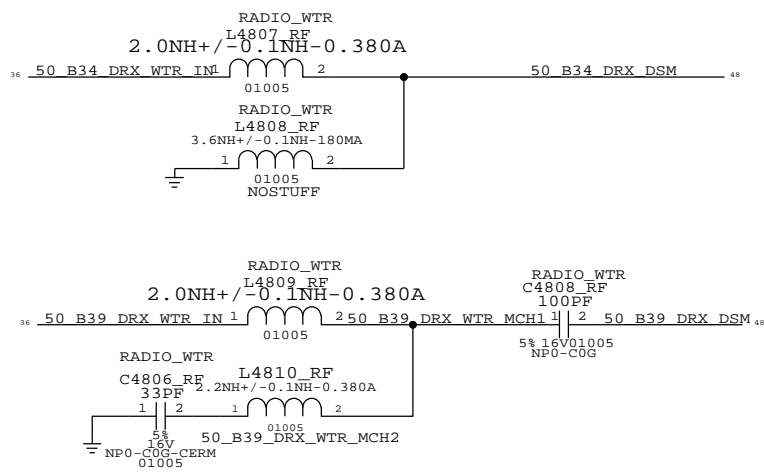 RADIO_WTR
L4807_RF
2.0NH+/-0.1NH-0.380A
36 50_B34_DRX_WTR_IN 1 2 50_B34_DRX_DSM 48
01005
RADIO_WTR
L4808_RF
3.6NH+/-0.1NH-180MA
1 2
01005
NOSTUFF
RADIO_WTR
L4809_RF
2.0NH+/-0.1NH-0.380A
RADIO_WTR
C4808_RF
100PF
36 50_B39_DRX_WTR_IN 1 2 50_B39_DRX_WTR_MCH1 1 2 50_B39_DRX_DSM 48
01005
5% 16V 01005
NP0-C0G
RADIO_WTR
C4806_RF
33PF
L4810_RF
2.2NH+/-0.1NH-0.380A
1 2 1 2
01005
50_B39_DRX_WTR_MCH2
5%
16V
NP0-C0G-CERM
01005